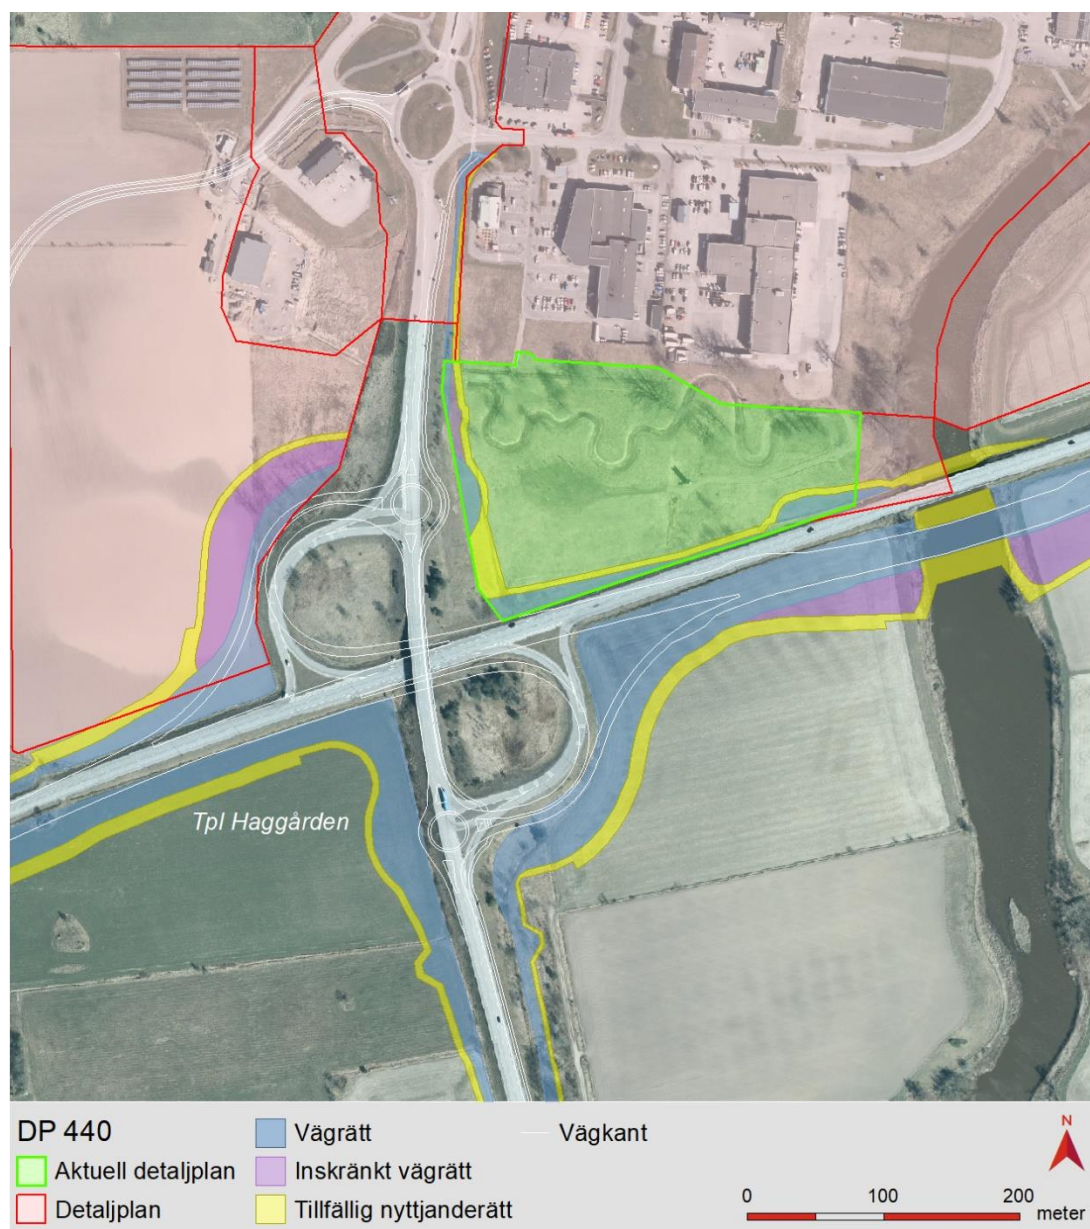 Tpl Haggården
DP 440
Aktuell detaljplan
Detaljplan
Vägrätt
Inskränkt vägrätt
Tillfällig nyttjanderätt
Vägkant
N
0 100 200
meter